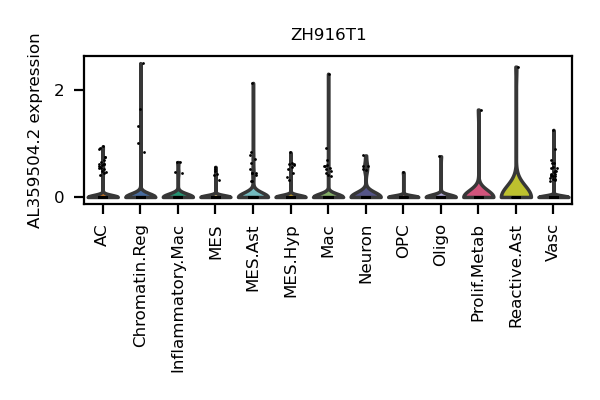 ZH916T1
AL359504.2 expression
2
0
AC
Chromatin.Reg
Inflammatory.Mac
MES
MES.Ast
MES.Hyp
Mac
Neuron
OPC
Oligo
Prolif.Metab
Reactive.Ast
Vasc